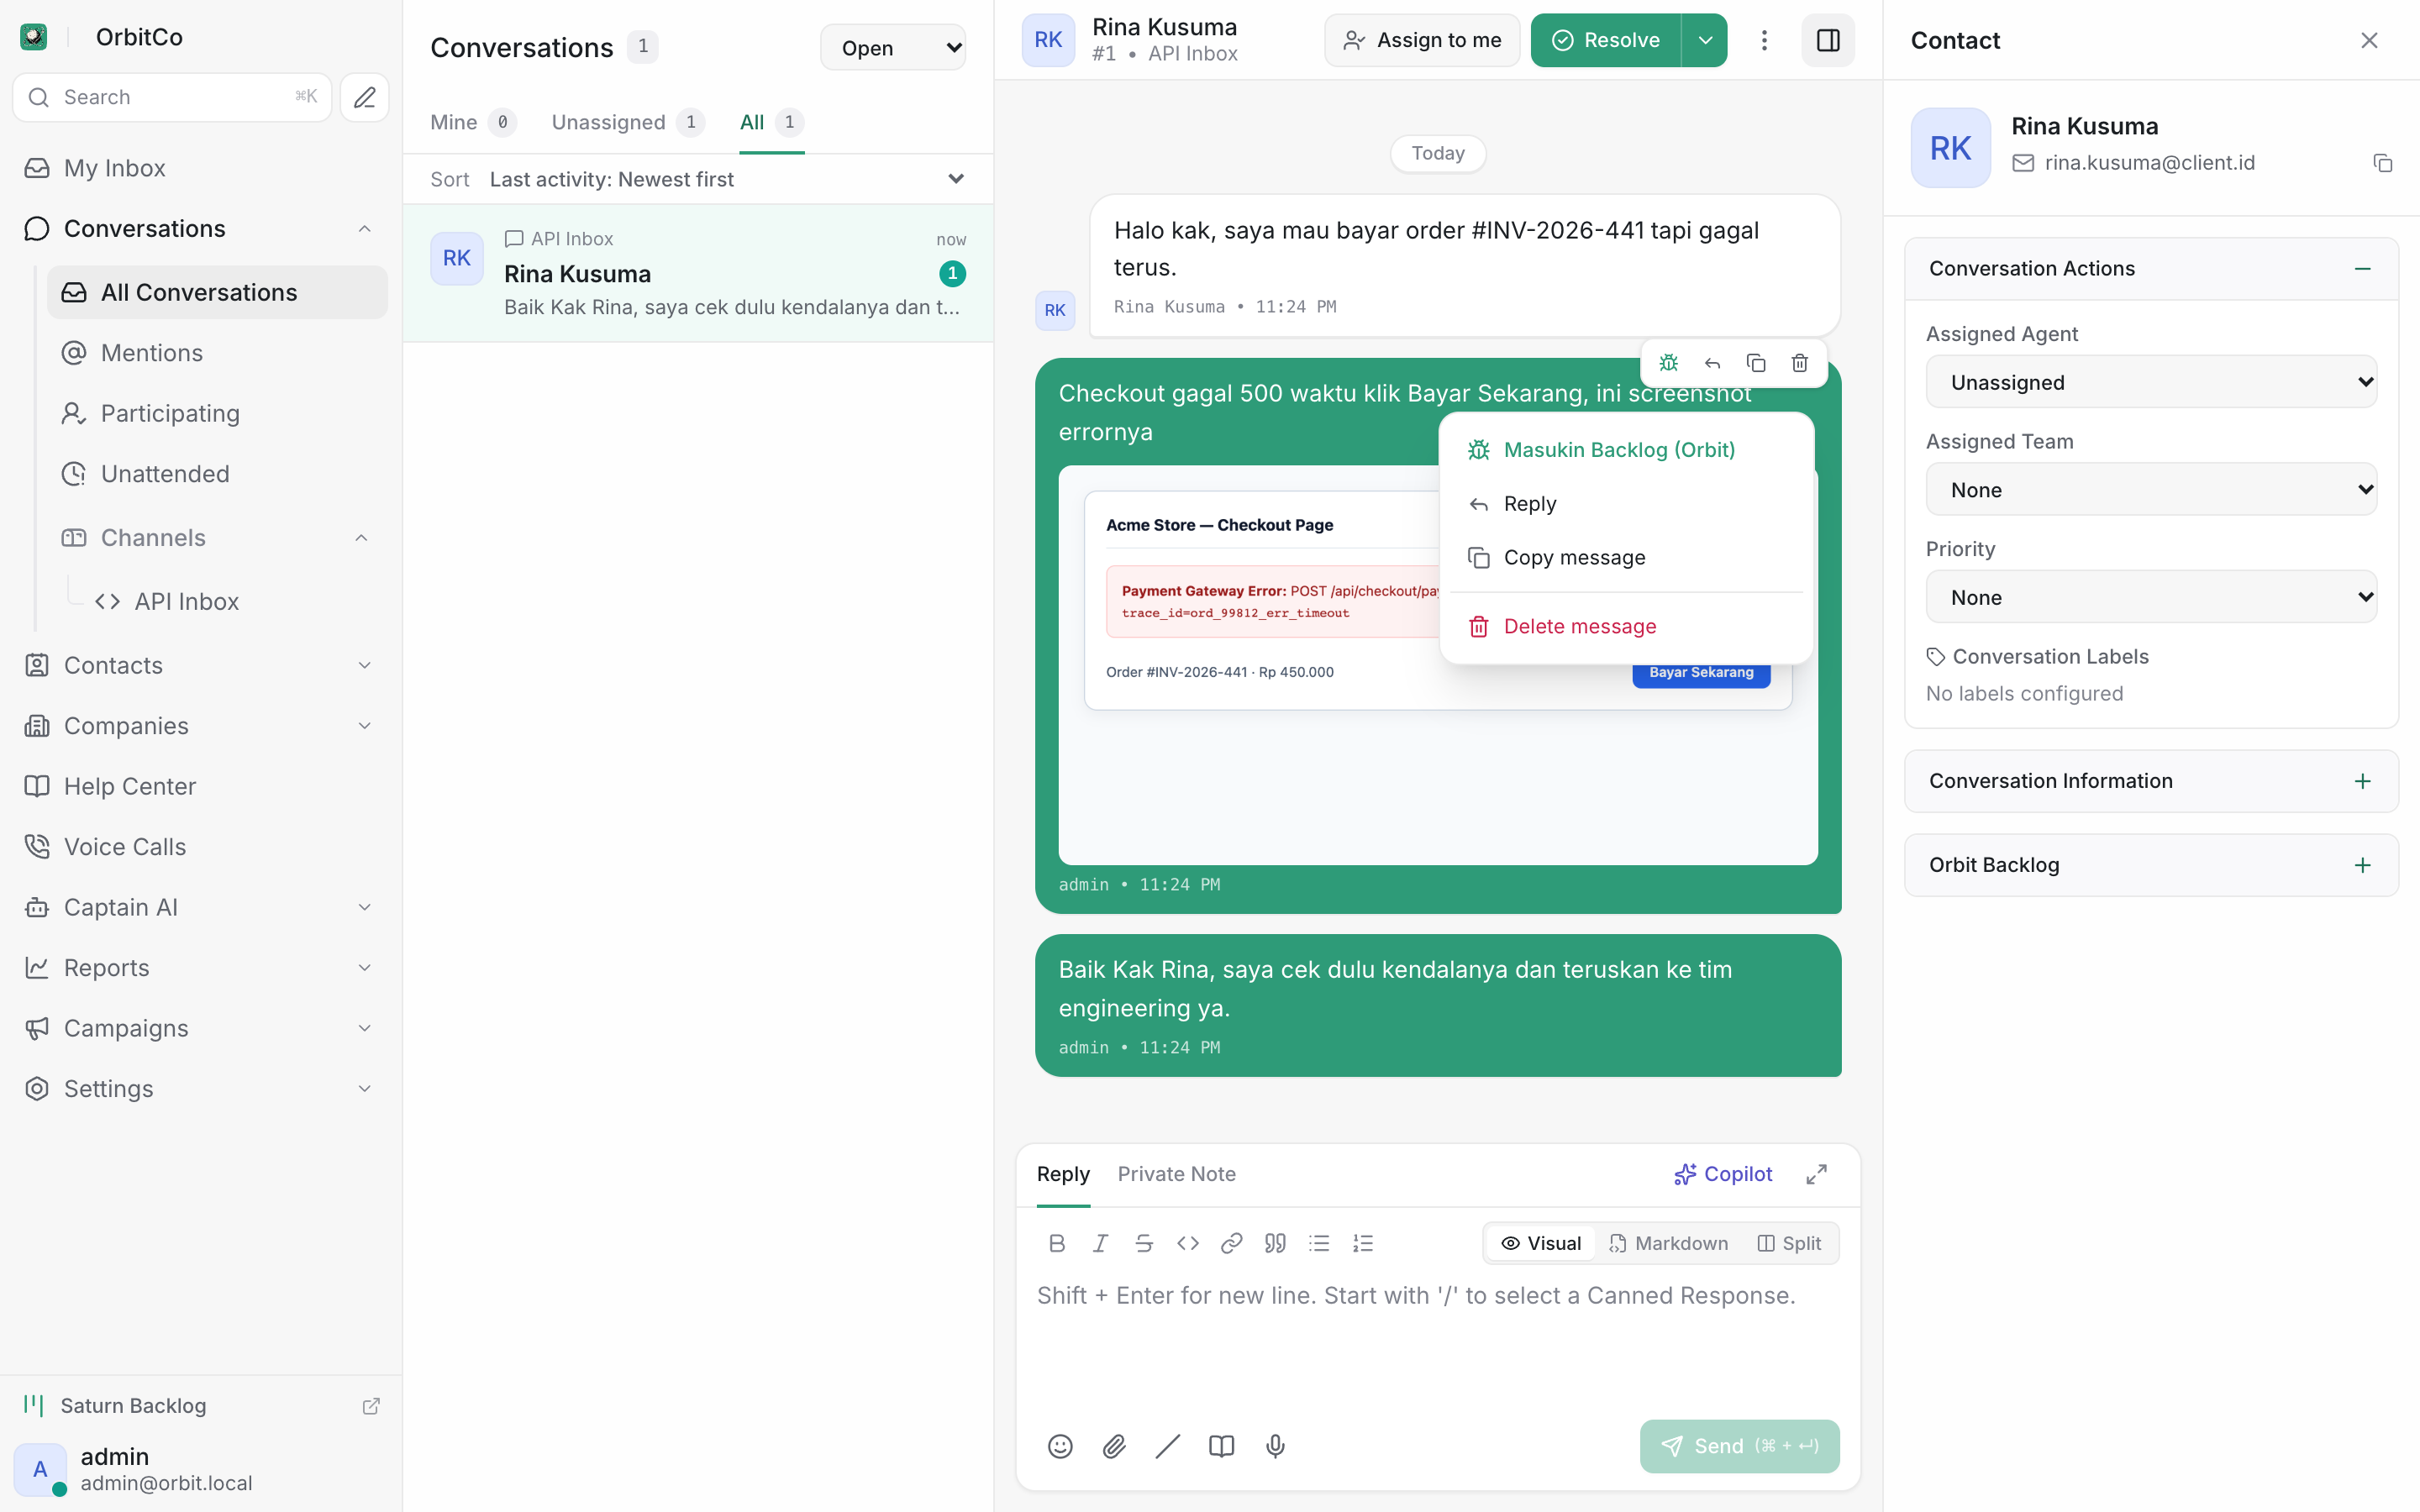 OrbitCo
Search ⌘K
My Inbox
Conversations
All Conversations
Mentions
Participating
Unattended
Channels
API Inbox
Contacts
Companies
Help Center
Voice Calls
Captain AI
Reports
Campaigns
Settings
Saturn Backlog
A
admin
admin@orbit.local
Conversations 1
Open
Mine 0 Unassigned 1 All 1
Sort Last activity: Newest first
RK
API Inbox now
Rina Kusuma 1
Baik Kak Rina, saya cek dulu kendalanya dan t...
RK
Rina Kusuma
#1 • API Inbox
Assign to me
Resolve
Today
Halo kak, saya mau bayar order #INV-2026-441 tapi gagal
terus.
RK
Rina Kusuma • 11:24 PM
Checkout gagal 500 waktu klik Bayar Sekarang, ini screenshot
errornya
Masukin Backlog (Orbit)
Reply
Copy message
Delete message
Acme Store — Checkout Page
Payment Gateway Error: POST /api/checkout/pay
trace_id=ord_99812_err_timeout
Order #INV-2026-441 · Rp 450.000
Bayar Sekarang
admin • 11:24 PM
Baik Kak Rina, saya cek dulu kendalanya dan teruskan ke tim
engineering ya.
admin • 11:24 PM
Reply Private Note Copilot
Visual Markdown Split
Shift + Enter for new line. Start with '/' to select a Canned Response.
Send (⌘ + ↵)
Contact
RK
Rina Kusuma
rina.kusuma@client.id
Conversation Actions
Assigned Agent
Unassigned
Assigned Team
None
Priority
None
Conversation Labels
No labels configured
Conversation Information
Orbit Backlog